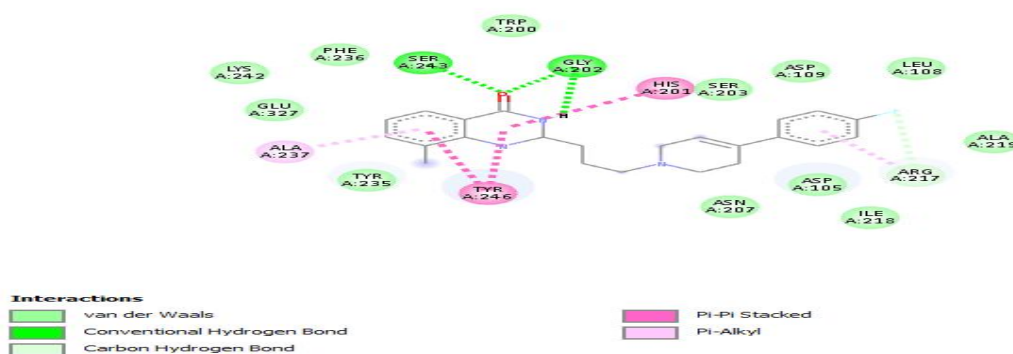 TRP
A:200
PHE
A:236
SER
A:243
GLY
A:202
LYS
A:242
HIS
A:201
SER
A:203
ASP
A:109
LEU
A:108
GLU
A:327
O
H
N
N
N
ALA
A:237
ALA
A:219
TYR
A:235
TYR
A:246
ASP
A:105
ARG
A:217
ASN
A:207
ILE
A:218
Interactions
van der Waals
Conventional Hydrogen Bond
Carbon Hydrogen Bond
Pi-Pi Stacked
Pi-Alkyl